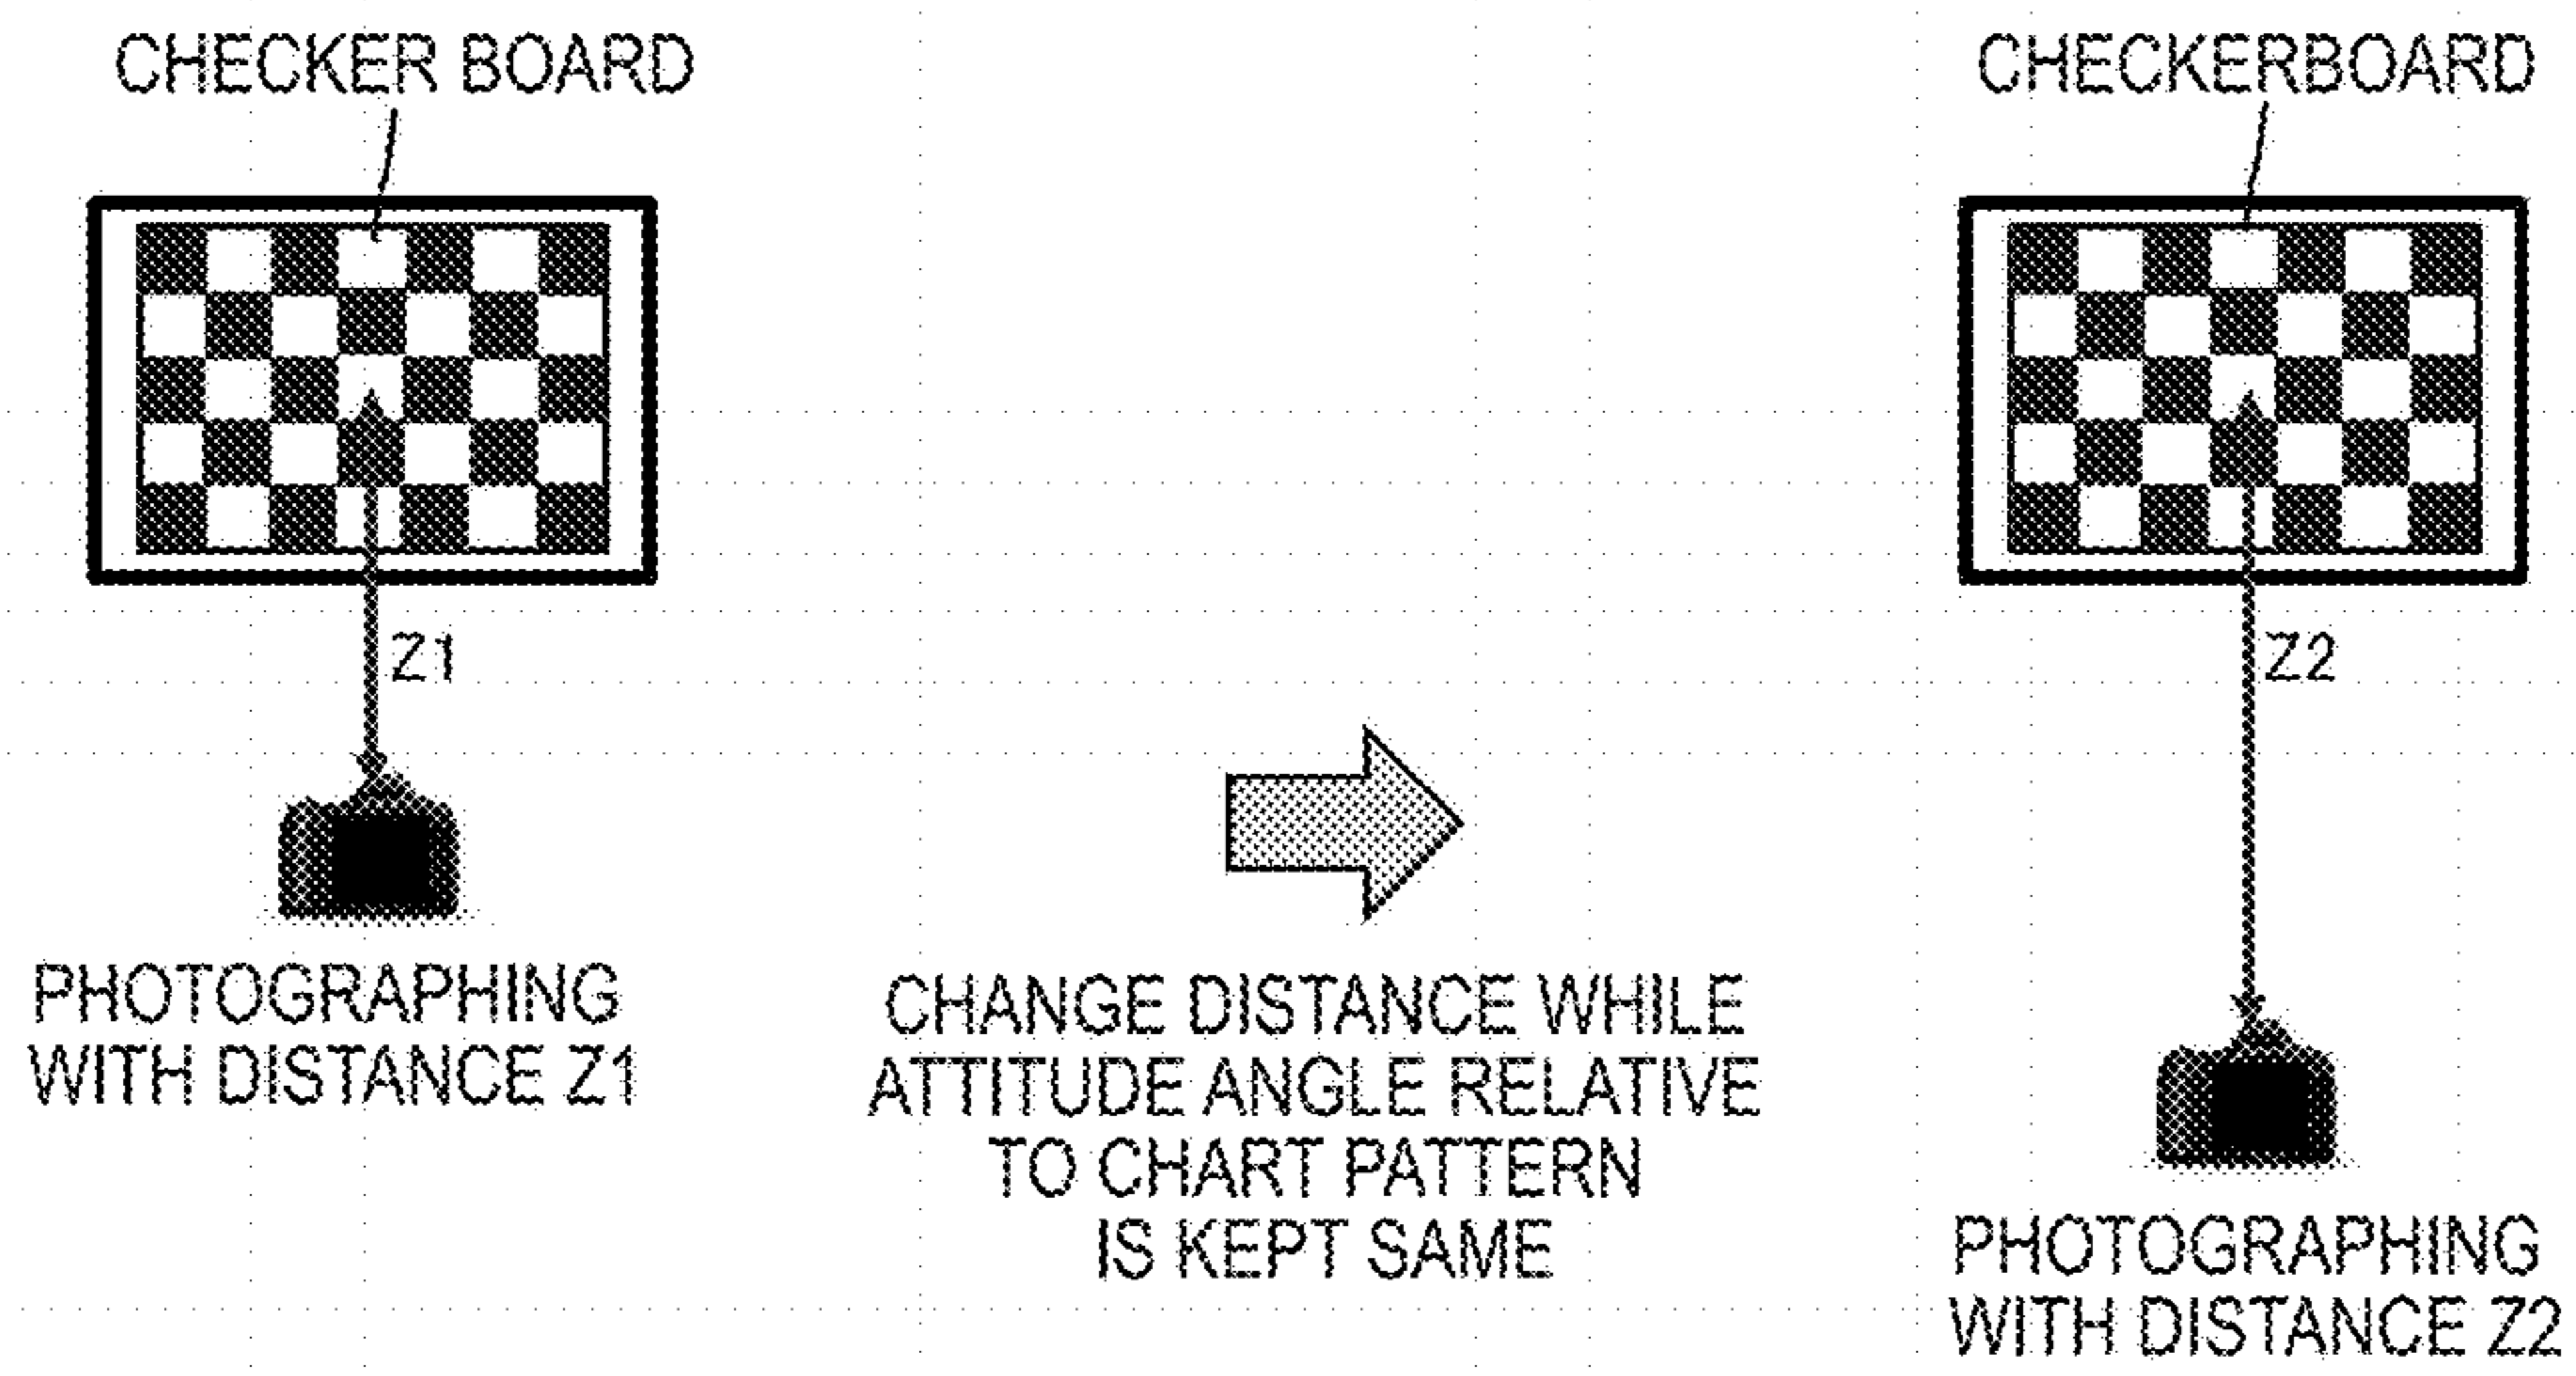 CHECKER BOARD
Z1
PHOTOGRAPHING
WITH DISTANCE Z1
CHANGE DISTANCE WHILE
ATTITUDE ANGLE RELATIVE
TO CHART PATTERN
IS KEPT SAME
CHECKERBOARD
Z2
PHOTOGRAPHING
WITH DISTANCE Z2